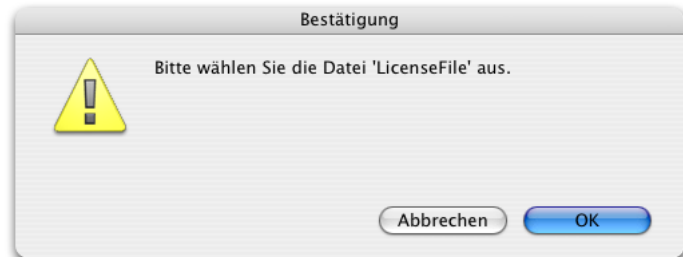 Bestätigung
Bitte wählen Sie die Datei 'LicenseFile' aus.
Abbrechen
OK